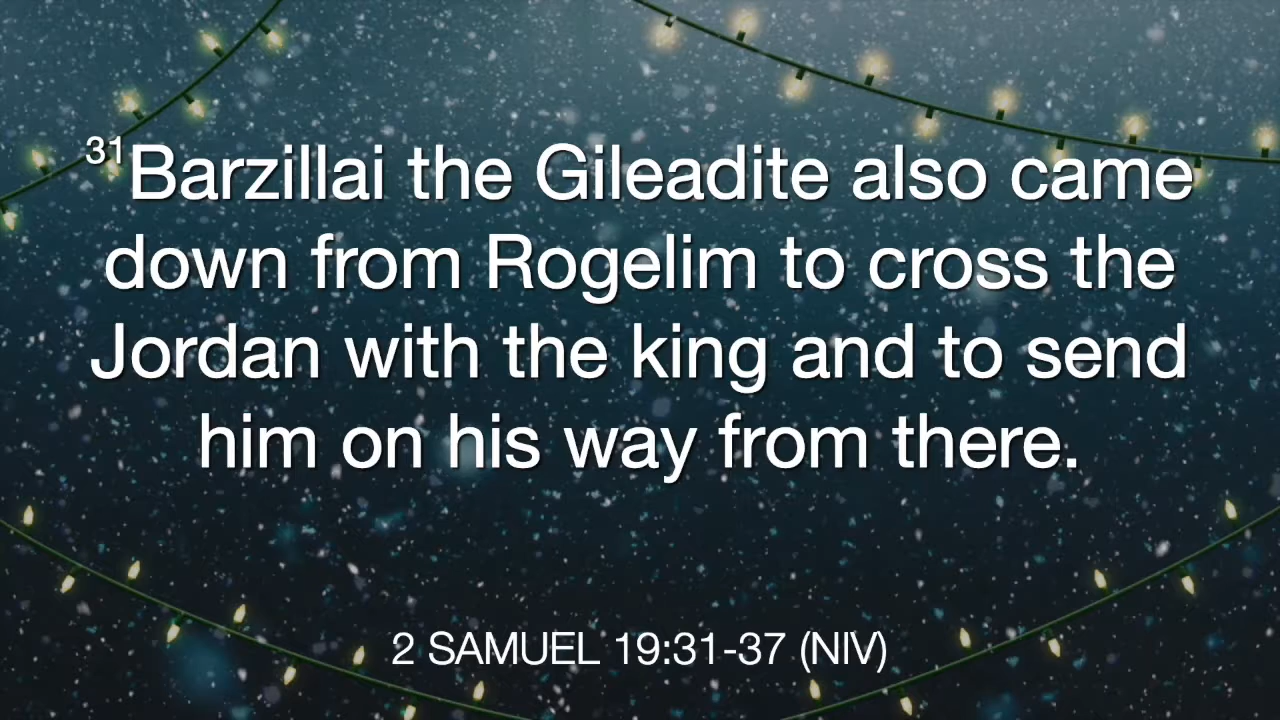 31Barzillai the Gileadite also came
down from Rogelim to cross the
Jordan with the king and to send
him on his way from there.
2 SAMUEL 19:31-37 (NIV)